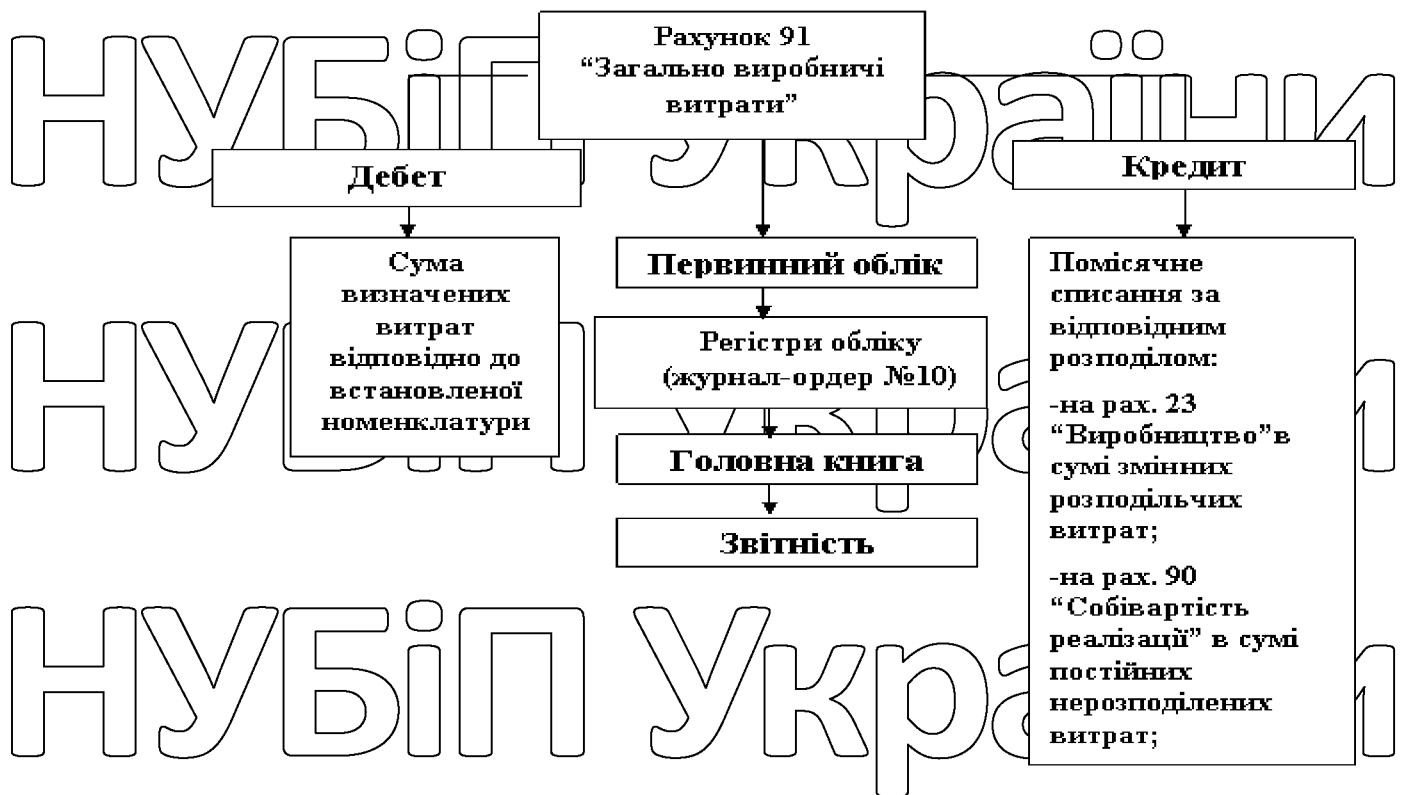 НУБіП України
Рахунок 91
“Загально виробничі
витрати”
Дебет
Кредит
Сума
визначених
витрат
відповідно до
встановленої
номенклатури
Первинний облік
Регістри обліку
(журнал-ордер №10)
Головна книга
Звітність
Помісячне
списання за
відповідним
розподілом:
-на рах. 23
“Виробництво”в
сумі змінних
розподільчих
витрат;
-на рах. 90
“Собівартість
реалізації” в сумі
постійних
нерозподілених
витрат;
НУБіП України
НУБіП України